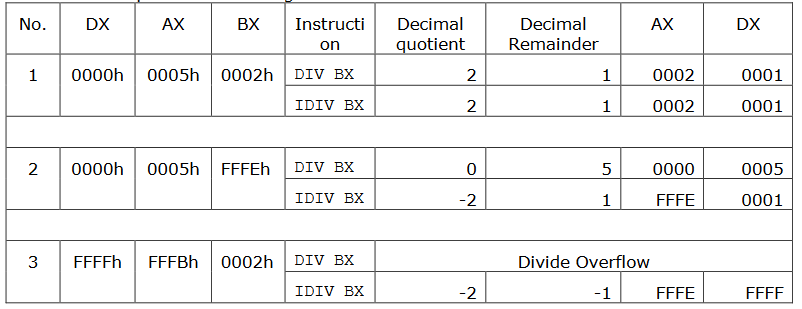 No. DX AX BX Instructi on Decimal quotient Decimal Remainder AX DX
1 0000h 0005h 0002h DIV BX 2 1 0002 0001
IDIV BX 2 1 0002 0001
2 0000h 0005h FFFEh DIV BX 0 5 0000 0005
IDIV BX -2 1 FFFE 0001
3 FFFFh FFFBh 0002h DIV BX Divide Overflow
IDIV BX -2 -1 FFFE FFFF